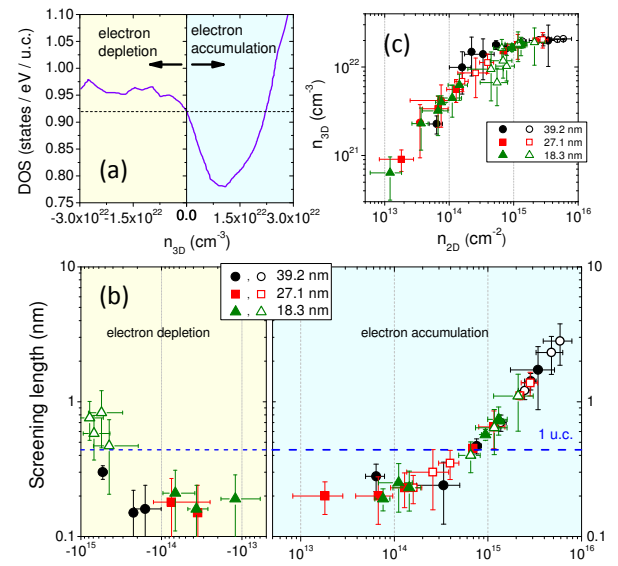 1.10
1.05
1.00
0.95
0.90
0.85
0.80
0.75
DOS (states / eV / u.c.)
electron depletion
electron accumulation
(a)
-3.0x10²² -1.5x10²² 0.0 1.5x10²² 3.0x10²²
n3D (cm⁻³)
(c)
10²²
10²¹
n3D (cm⁻³)
39.2 nm
27.1 nm
18.3 nm
10¹³ 10¹⁴ 10¹⁵ 10¹⁶
n2D (cm⁻²)
(b)
, 39.2 nm
, 27.1 nm
, 18.3 nm
electron depletion
electron accumulation
Screening length (nm)
10
1
0.1
1 u.c.
10
1
0.1
-10¹⁵ -10¹⁴ -10¹³
10¹³ 10¹⁴ 10¹⁵ 10¹⁶